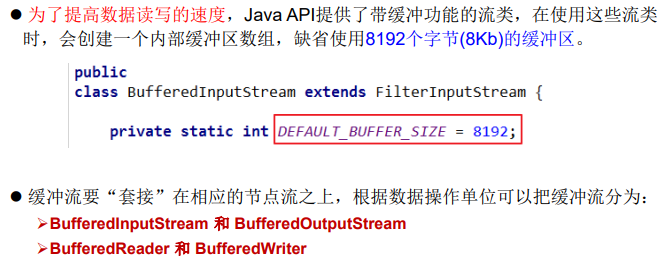 ● 为了提高数据读写的速度，Java API提供了带缓冲功能的流类，在使用这些流类
时，会创建一个内部缓冲区数组，缺省使用8192个字节(8Kb)的缓冲区。
public
class BufferedInputStream extends FilterInputStream {
private static int DEFAULT_BUFFER_SIZE = 8192;
● 缓冲流要“套接”在相应的节点流之上，根据数据操作单位可以把缓冲流分为：
➢BufferedInputStream 和 BufferedOutputStream
➢BufferedReader 和 BufferedWriter